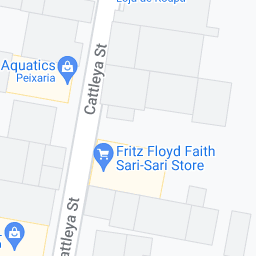 Loja de Roupa
Cattleya St
Aquatics
Peixaria
Fritz Floyd Faith
Sari-Sari Store
Cattleya St